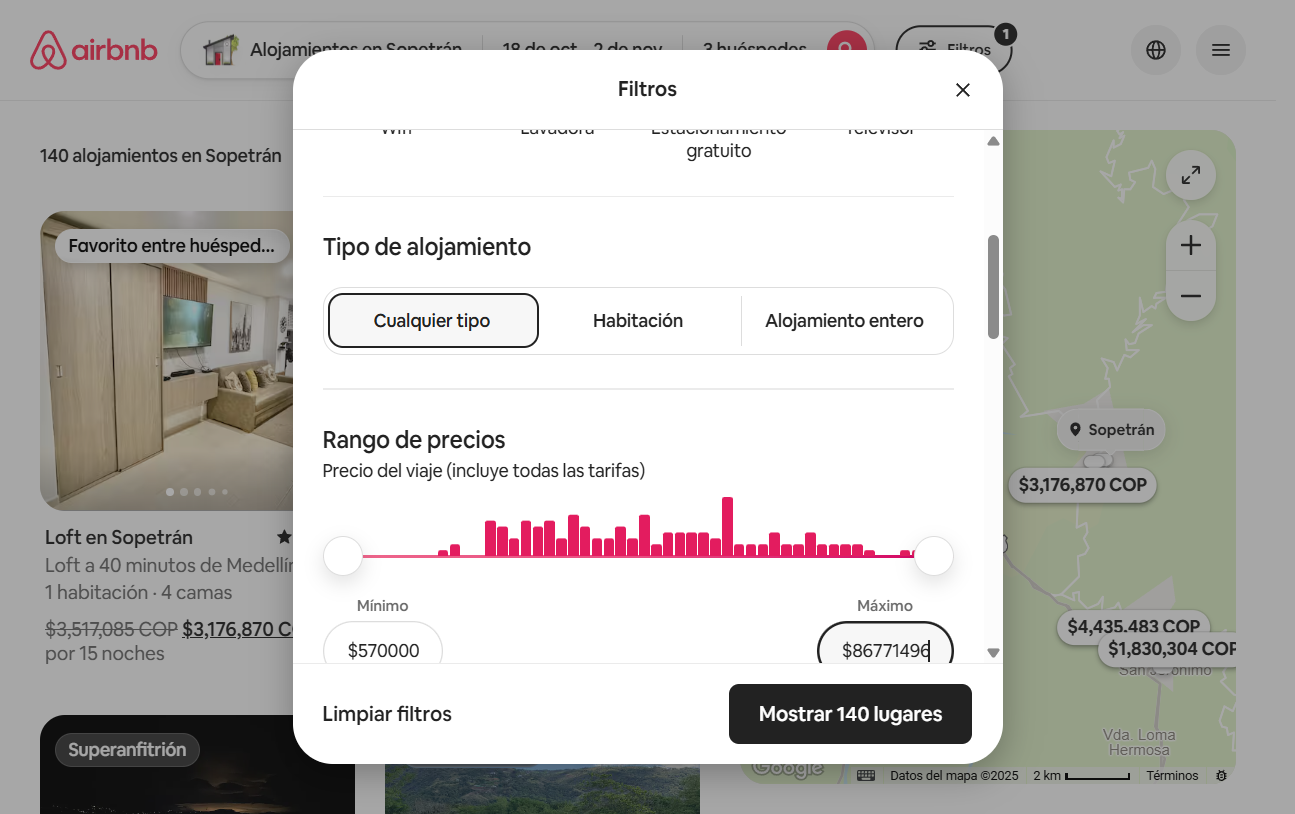 airbnb
Alojamientos en Sopetrán
18 de oct – 2 de nov
3 huéspedes
Filtros
1
140 alojamientos en Sopetrán
Favorito entre huésped...
Loft en Sopetrán
Loft a 40 minutos de Medellín
1 habitación · 4 camas
$3,517,085 COP $3,176,870 C
por 15 noches
Superanfitrión
Filtros
Wifi
Lavadora
Estacionamiento
gratuito
Televisor
Tipo de alojamiento
Cualquier tipo
Habitación
Alojamiento entero
Rango de precios
Precio del viaje (incluye todas las tarifas)
Mínimo
Máximo
$570000
$86771496
Limpiar filtros
Mostrar 140 lugares
Sopetrán
$3,176,870 COP
$4,435,483 COP
$1,830,304 COP
San Jerónimo
Vda. Loma
Hermosa
Google
Datos del mapa ©2025
2 km
Términos